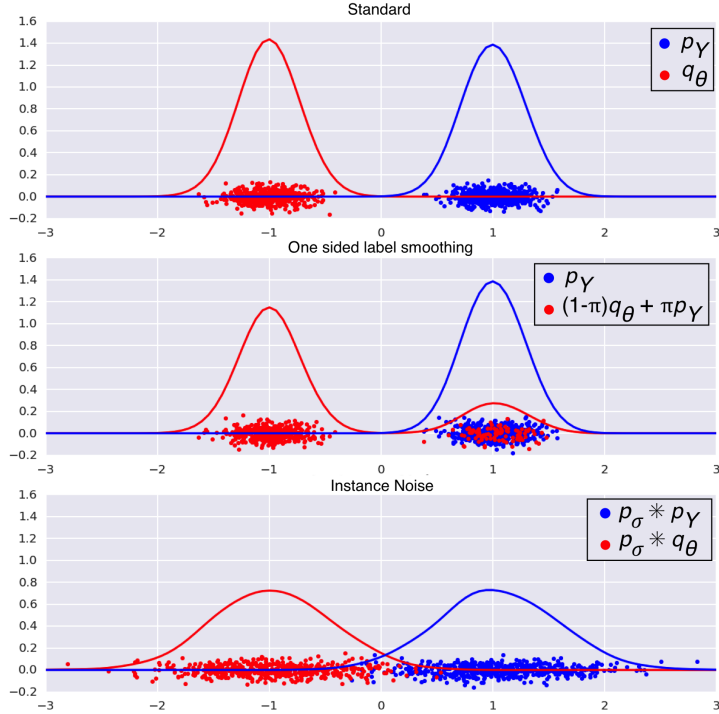 Standard
1.6
1.4
1.2
1.0
0.8
0.6
0.4
0.2
0.0
−0.2
p_Y
q_θ
−3 −2 −1 0 1 2 3
One sided label smoothing
1.6
1.4
1.2
1.0
0.8
0.6
0.4
0.2
0.0
−0.2
p_Y
(1-π)q_θ + πp_Y
−3 −2 −1 0 1 2 3
Instance Noise
1.6
1.4
1.2
1.0
0.8
0.6
0.4
0.2
0.0
−0.2
p_σ ∗ p_Y
p_σ ∗ q_θ
−3 −2 −1 0 1 2 3